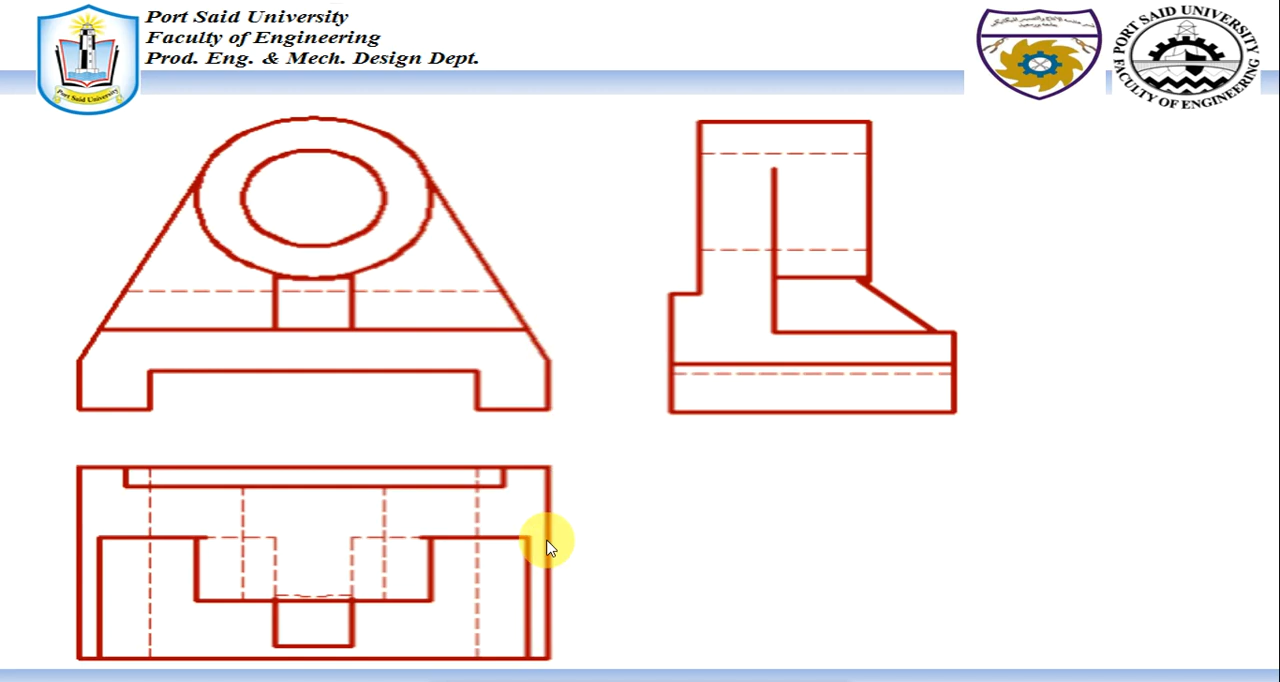 Port Said University
Faculty of Engineering
Prod. Eng. & Mech. Design Dept.
Port Said University
PORT SAID UNIVERSITY
FACULTY OF ENGINEERING